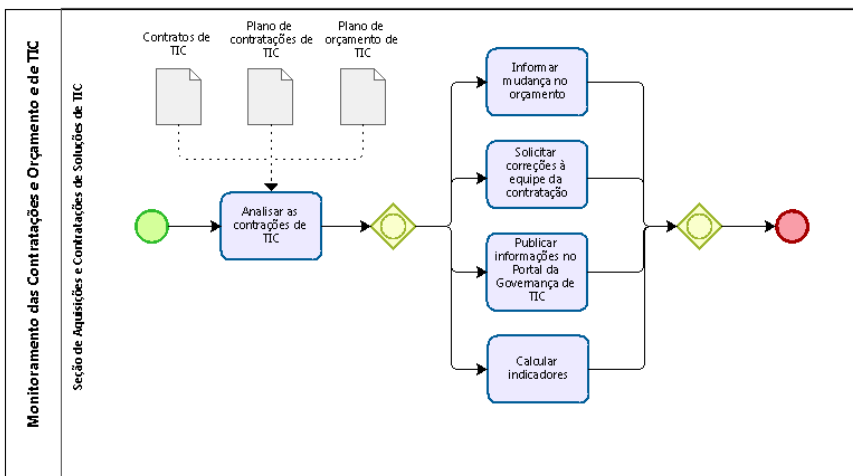 Monitoramento das Contratações e Orçamento e de TIC
Seção de Aquisições e Contratações de Soluções de TIC
Contratos de
TIC
Plano de
contratações de
TIC
Plano de
orçamento de
TIC
Analisar as
contrações de
TIC
Informar
mudança no
orçamento
Solicitar
correções à
equipe da
contratação
Publicar
informações no
Portal da
Governança de
TIC
Calcular
indicadores